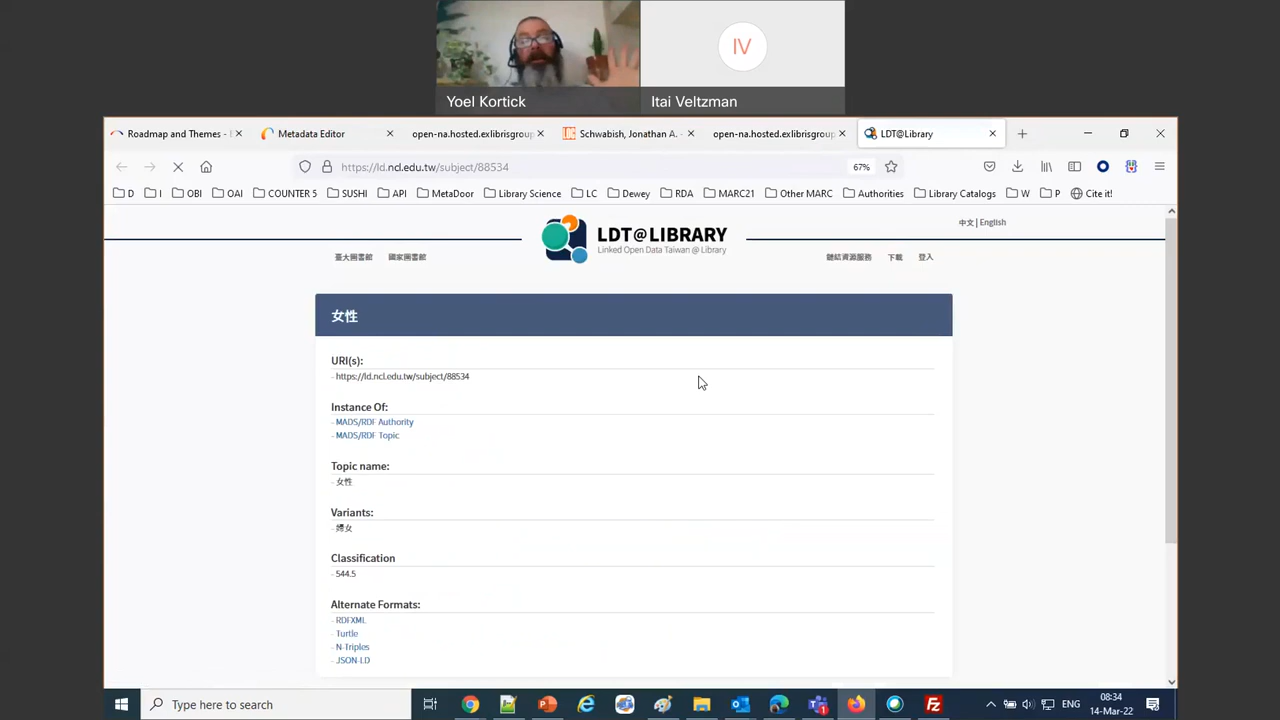 IV
Yoel Kortick
Itai Veltzman
Roadmap and Themes - E
Metadata Editor
open-na.hosted.exlibrisgroup.
Schwabish, Jonathan A. -
open-na.hosted.exlibrisgroup.
LDT@Library
https://ld.ncl.edu.tw/subject/88534
67%
D
I
OBI
OAI
COUNTER 5
SUSHI
API
MetaDoor
Library Science
LC
Dewey
RDA
MARC21
Other MARC
Authorities
Library Catalogs
W
P
Cite it!
中文 | English
LDT@LIBRARY
Linked Open Data Taiwan @ Library
臺大圖書館 國家圖書館
鏈結資源服務 下載 登入
女性
URI(s):
- https://ld.ncl.edu.tw/subject/88534
Instance Of:
- MADS/RDF Authority
- MADS/RDF Topic
Topic name:
- 女性
Variants:
- 婦女
Classification
- 544.5
Alternate Formats:
- RDFXML
- Turtle
- N-Triples
- JSON-LD
Type here to search
ENG
08:34
14-Mar-22